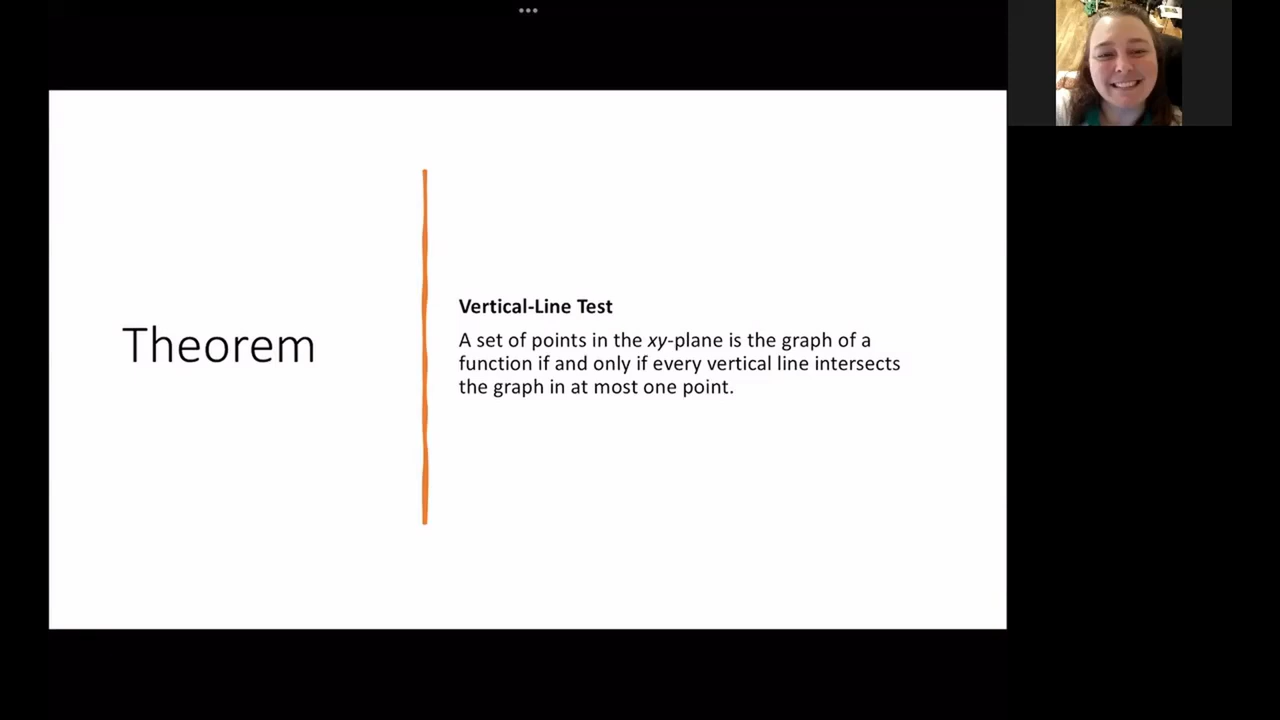 Theorem
Vertical-Line Test
A set of points in the xy-plane is the graph of a
function if and only if every vertical line intersects
the graph in at most one point.